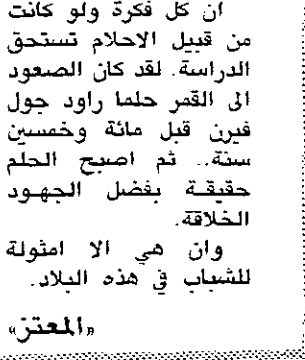 ان كل فكرة ولو كانت
من قبيل الاحلام تستحق
الدراسة. لقد كان الصعود
الى القمر حلما راود جول
فيرن قبل مائة وخمسين
سنة.. ثم اصبح الحلم
حقيقة بفضل الجهود
الخلاقة.
وان هي الا امثولة
للشباب في هذه البلاد.
«المعتز»